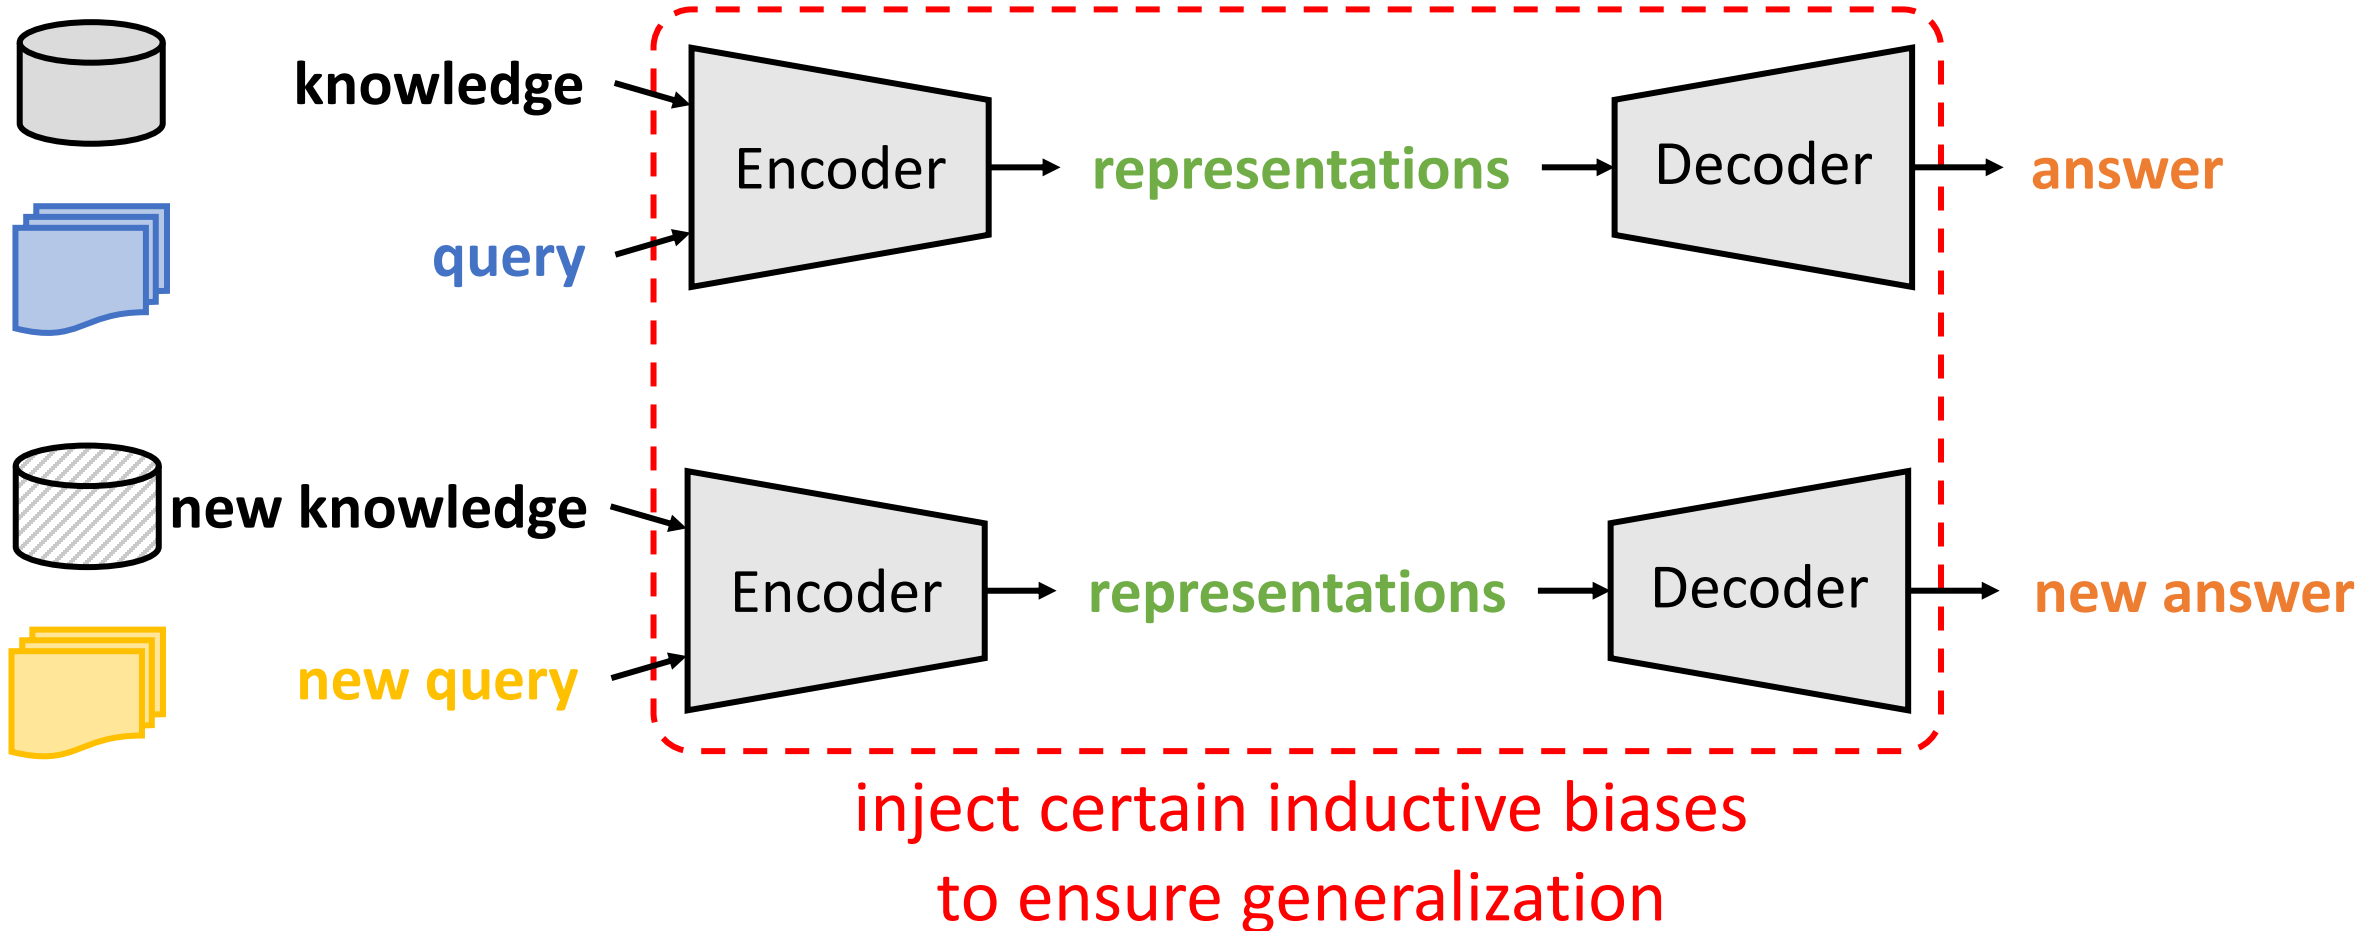 knowledge
Encoder
representations
Decoder
answer
query
new knowledge
Encoder
representations
Decoder
new answer
new query
inject certain inductive biases
to ensure generalization